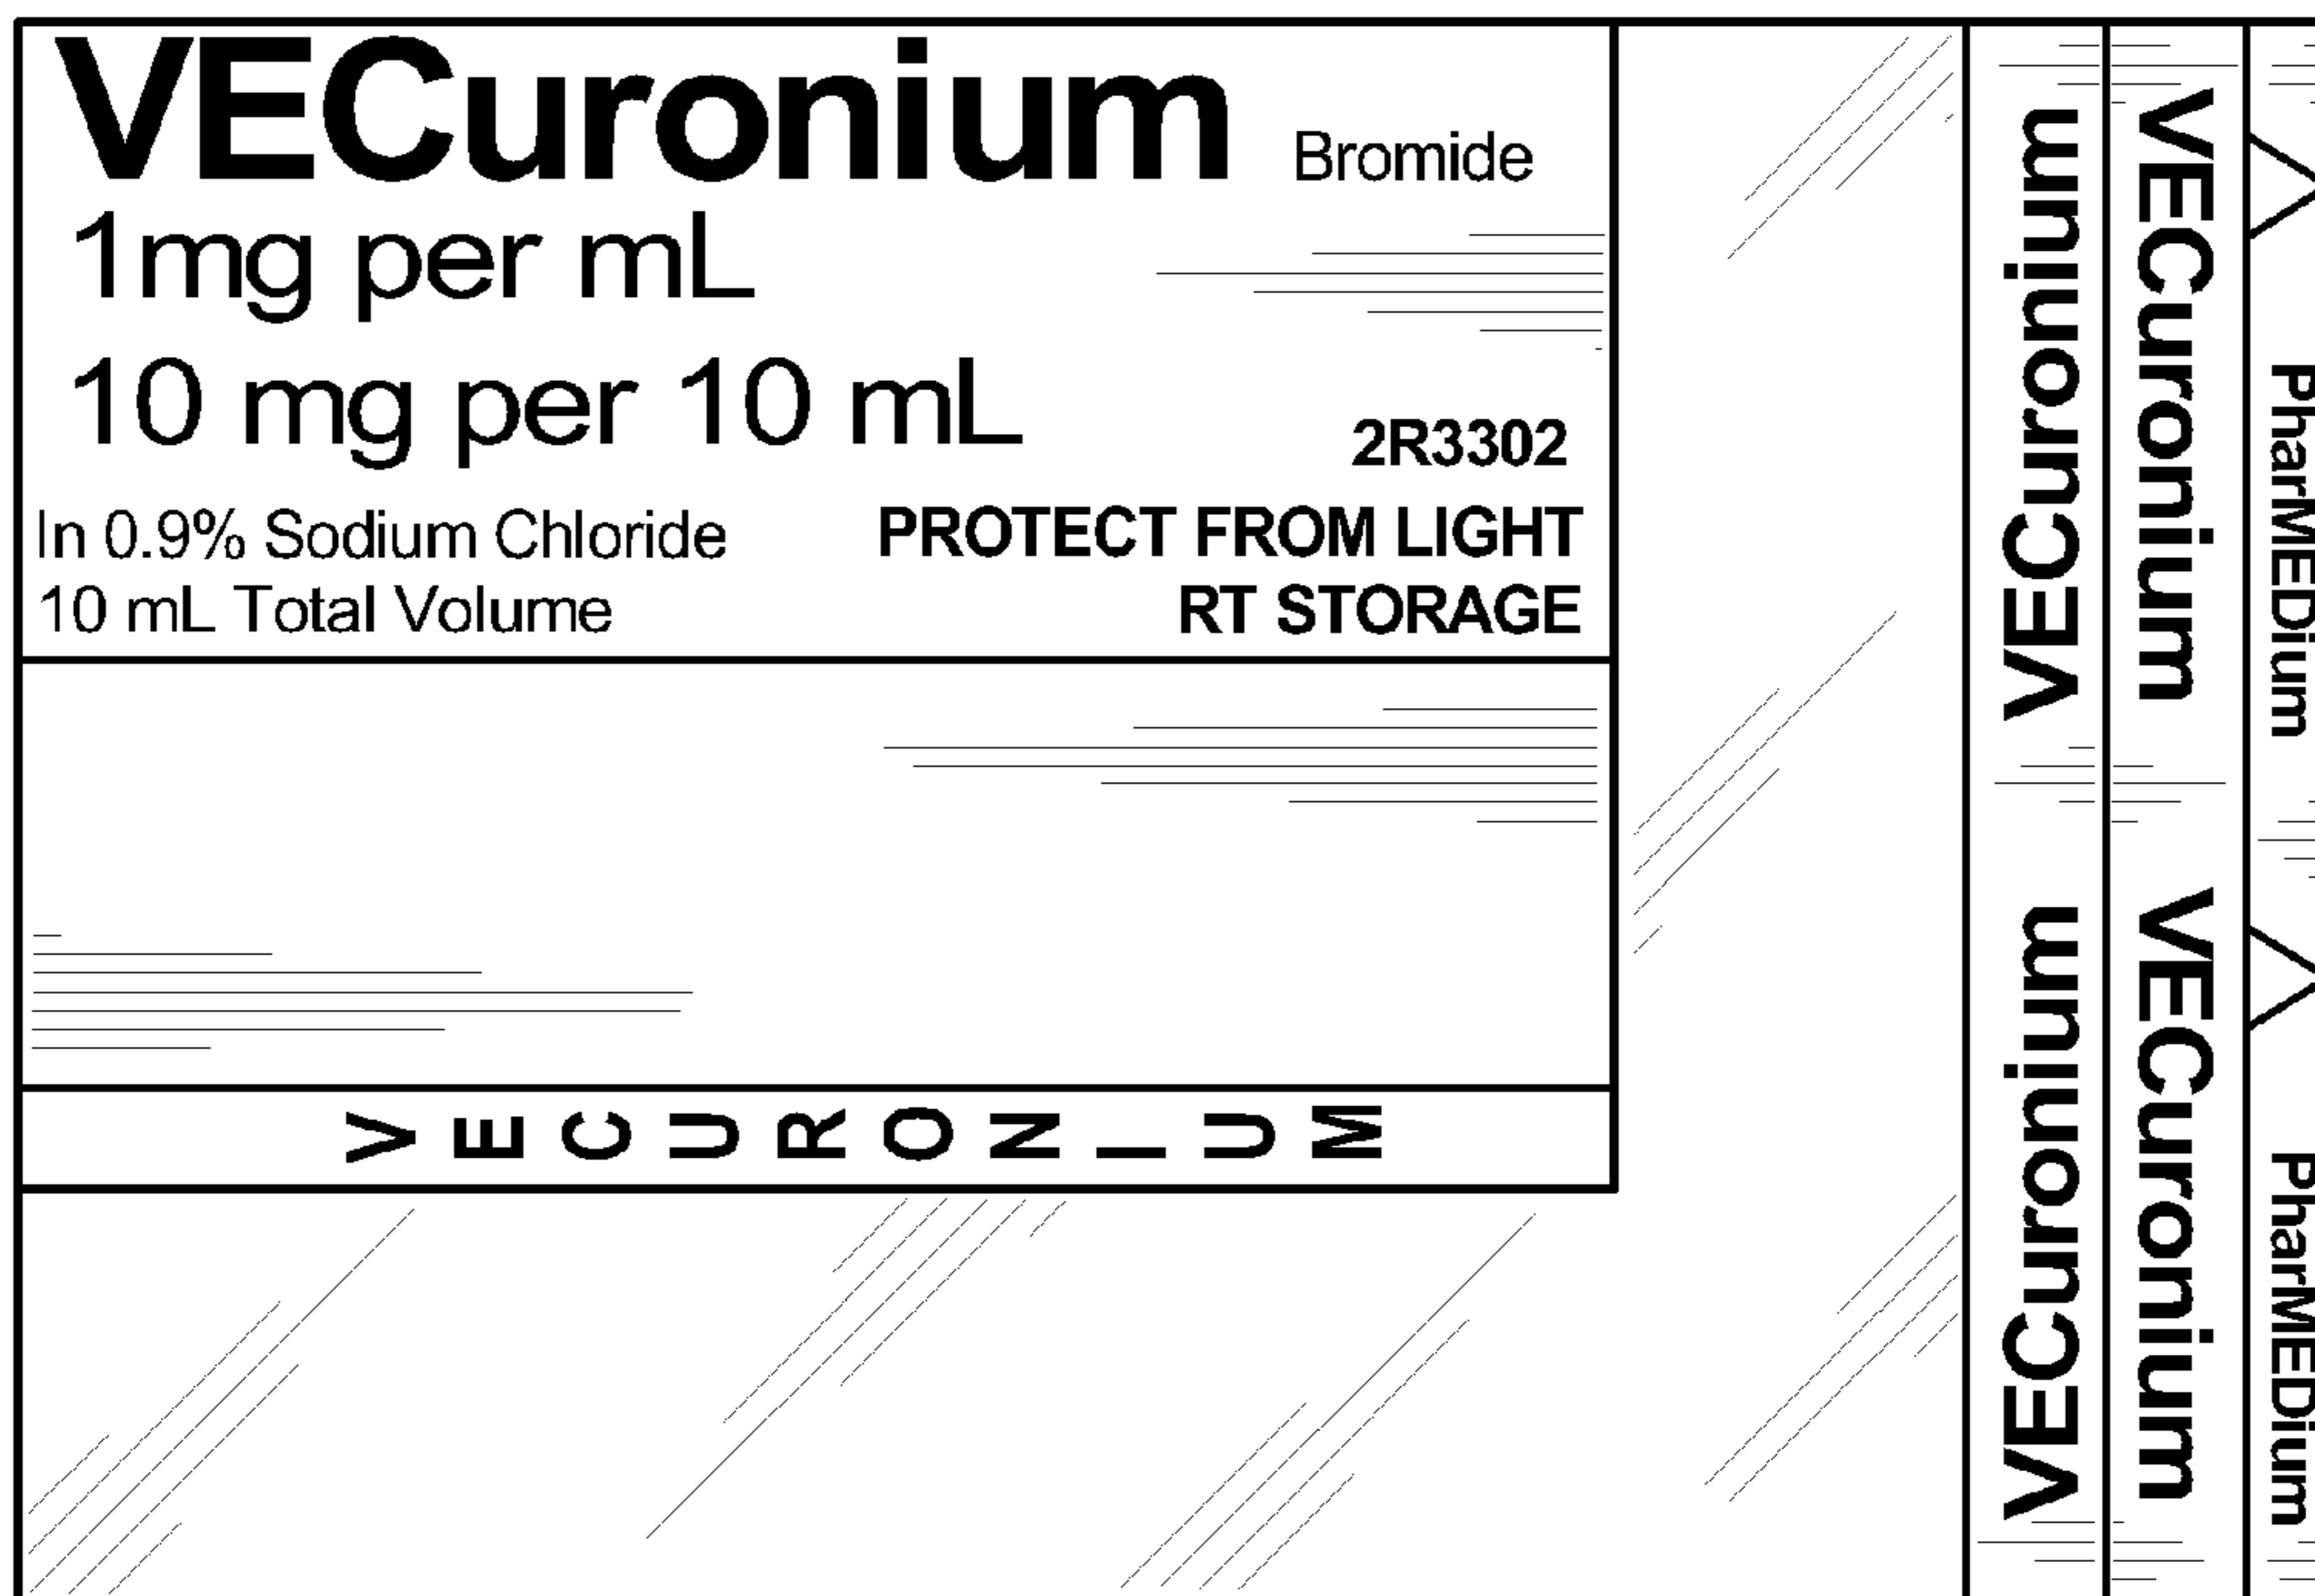 VECuronium Bromide
1mg per mL
10 mg per 10 mL
2R3302
In 0.9% Sodium Chloride
PROTECT FROM LIGHT
10 mL Total Volume
RT STORAGE
VECURONIUM
VECuronium
VECuronium
VECuronium
VECuronium
PharMEDium
PharMEDium